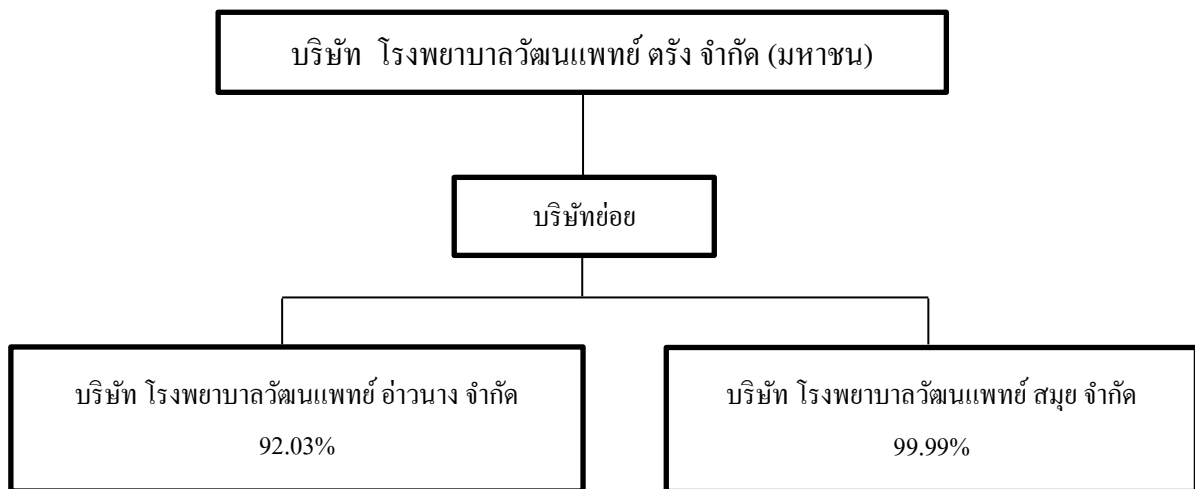 บริษัท โรงพยาบาลวัฒนแพทย์ ตรัง จำกัด (มหาชน)
บริษัทย่อย
บริษัท โรงพยาบาลวัฒนแพทย์ อ่าวนาง จำกัด
92.03%
บริษัท โรงพยาบาลวัฒนแพทย์ สมุย จำกัด
99.99%